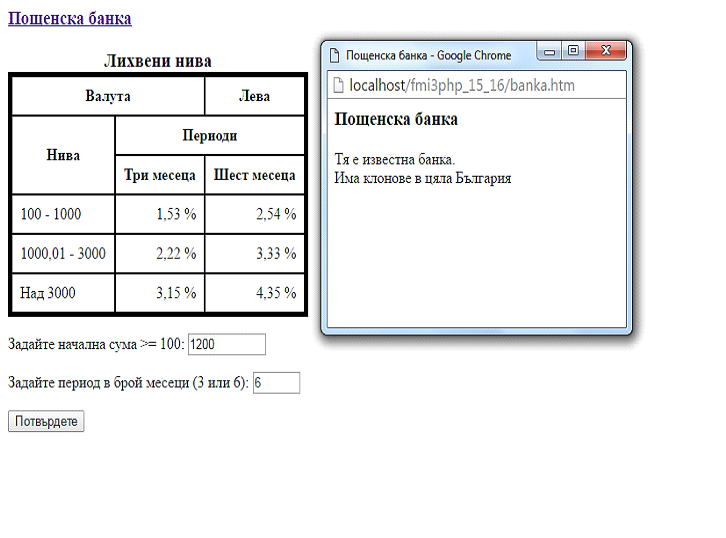 Пощенска банка
Лихвени нива
Валута Лева
Нива Периоди
Три месеца Шест месеца
100 - 1000 1,53 % 2,54 %
1000,01 - 3000 2,22 % 3,33 %
Над 3000 3,15 % 4,35 %
Задайте начална сума >= 100: 1200
Задайте период в брой месеци (3 или 6): 6
Потвърдете
Пощенска банка - Google Chrome
localhost/fmi3php_15_16/banka.htm
Пощенска банка
Тя е известна банка.
Има клонове в цяла България